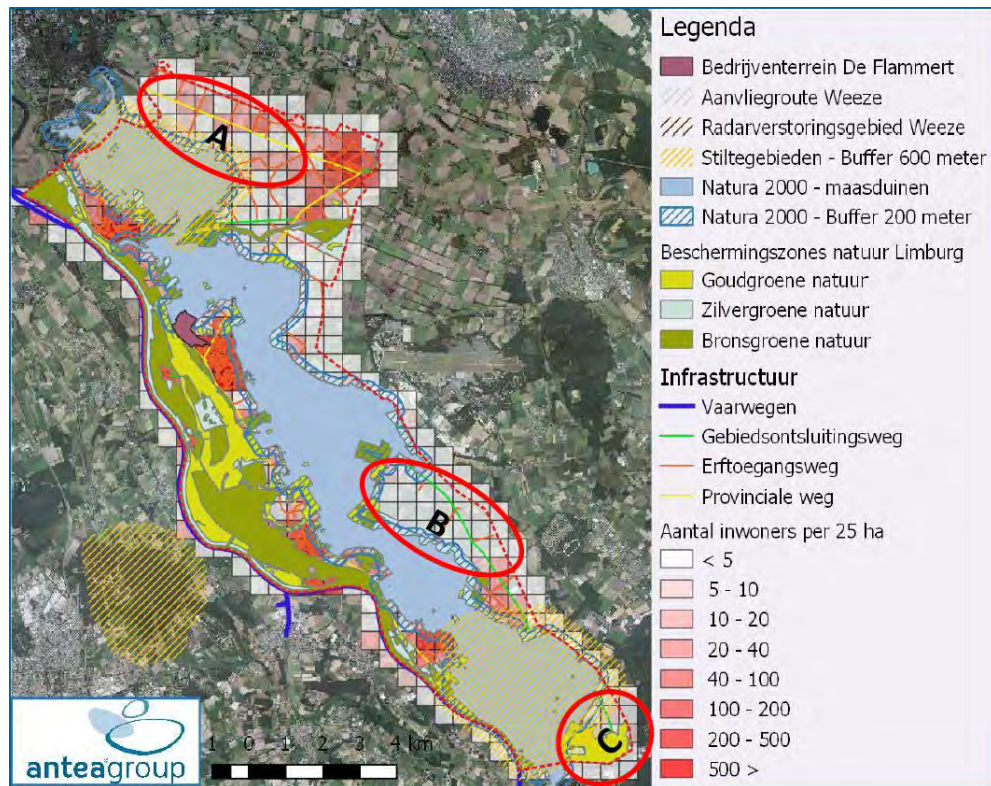 A
B
C
anteagroup
1 0 1 2 3 4 km
Legenda
Bedrijventerrein De Flammert
Aanvliegroute Weeze
Radarverstoringsgebied Weeze
Stiltegebieden - Buffer 600 meter
Natura 2000 - maasduinen
Natura 2000 - Buffer 200 meter
Beschermingszones natuur Limburg
Goudgroene natuur
Zilvergroene natuur
Bronsgroene natuur
Infrastructuur
Vaarwegen
Gebiedsontsluitingsweg
Erftoegangsweg
Provinciale weg
Aantal inwoners per 25 ha
< 5
5 - 10
10 - 20
20 - 40
40 - 100
100 - 200
200 - 500
500 >